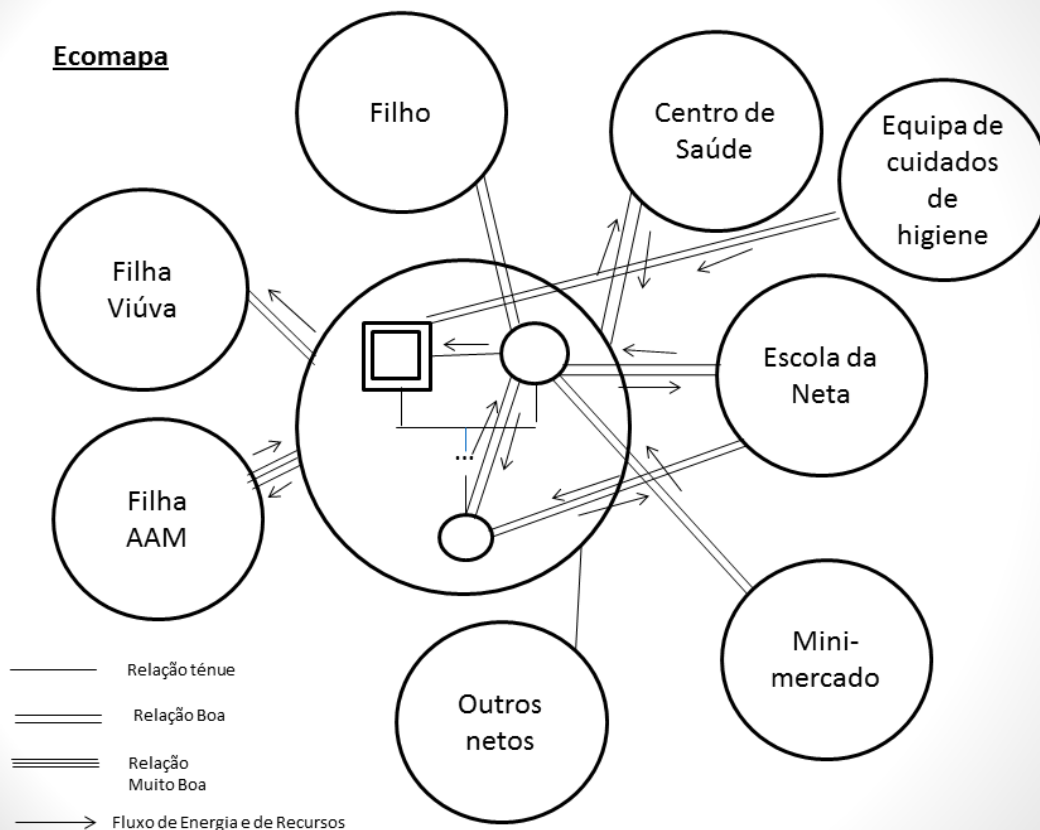 Ecomapa
Filho
Centro de
Saúde
Equipa de
cuidados
de
higiene
Filha
Viúva
Escola da
Neta
Filha
AAM
...
Mini-
mercado
Outros
netos
Relação ténue
Relação Boa
Relação
Muito Boa
Fluxo de Energia e de Recursos